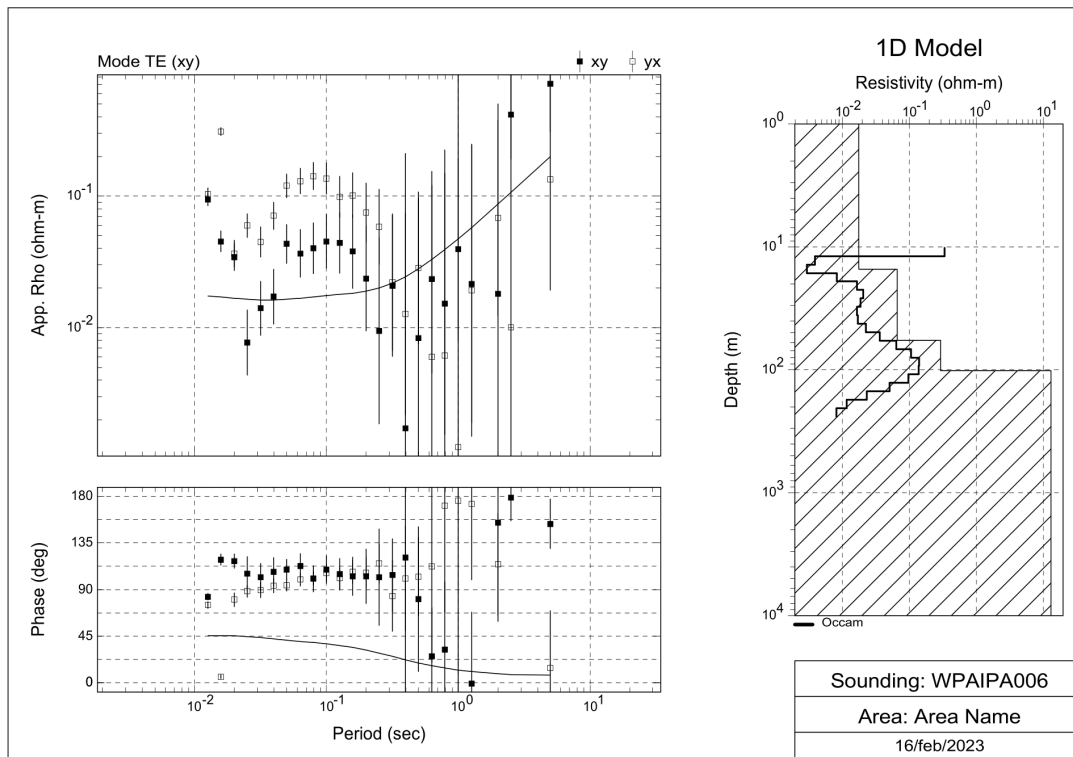 Mode TE (xy)
xy
yx
10^-1
10^-2
App. Rho (ohm-m)
180
135
90
45
0
Phase (deg)
10^-2
10^-1
10^0
10^1
Period (sec)
1D Model
Resistivity (ohm-m)
10^-2
10^-1
10^0
10^1
10^0
10^1
10^2
10^3
10^4
Depth (m)
Occam
Sounding: WPAIPA006
Area: Area Name
16/feb/2023